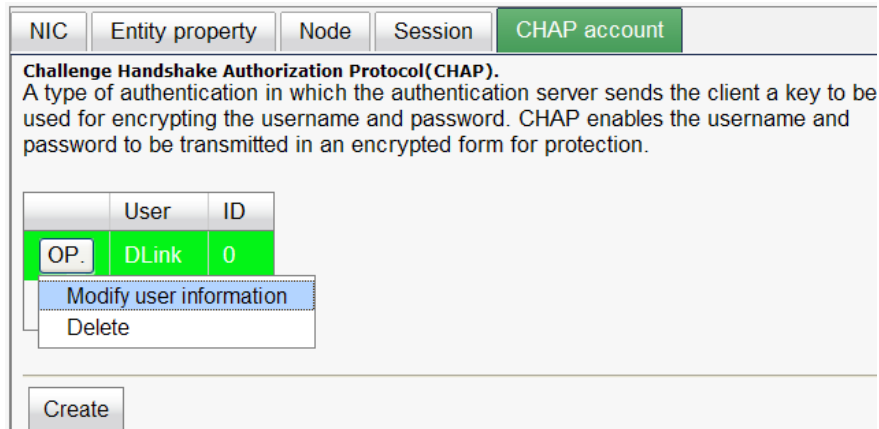 NIC Entity property Node Session CHAP account
Challenge Handshake Authorization Protocol(CHAP).
A type of authentication in which the authentication server sends the client a key to be
used for encrypting the username and password. CHAP enables the username and
password to be transmitted in an encrypted form for protection.
User ID
OP. DLink 0
Modify user information
Delete
Create